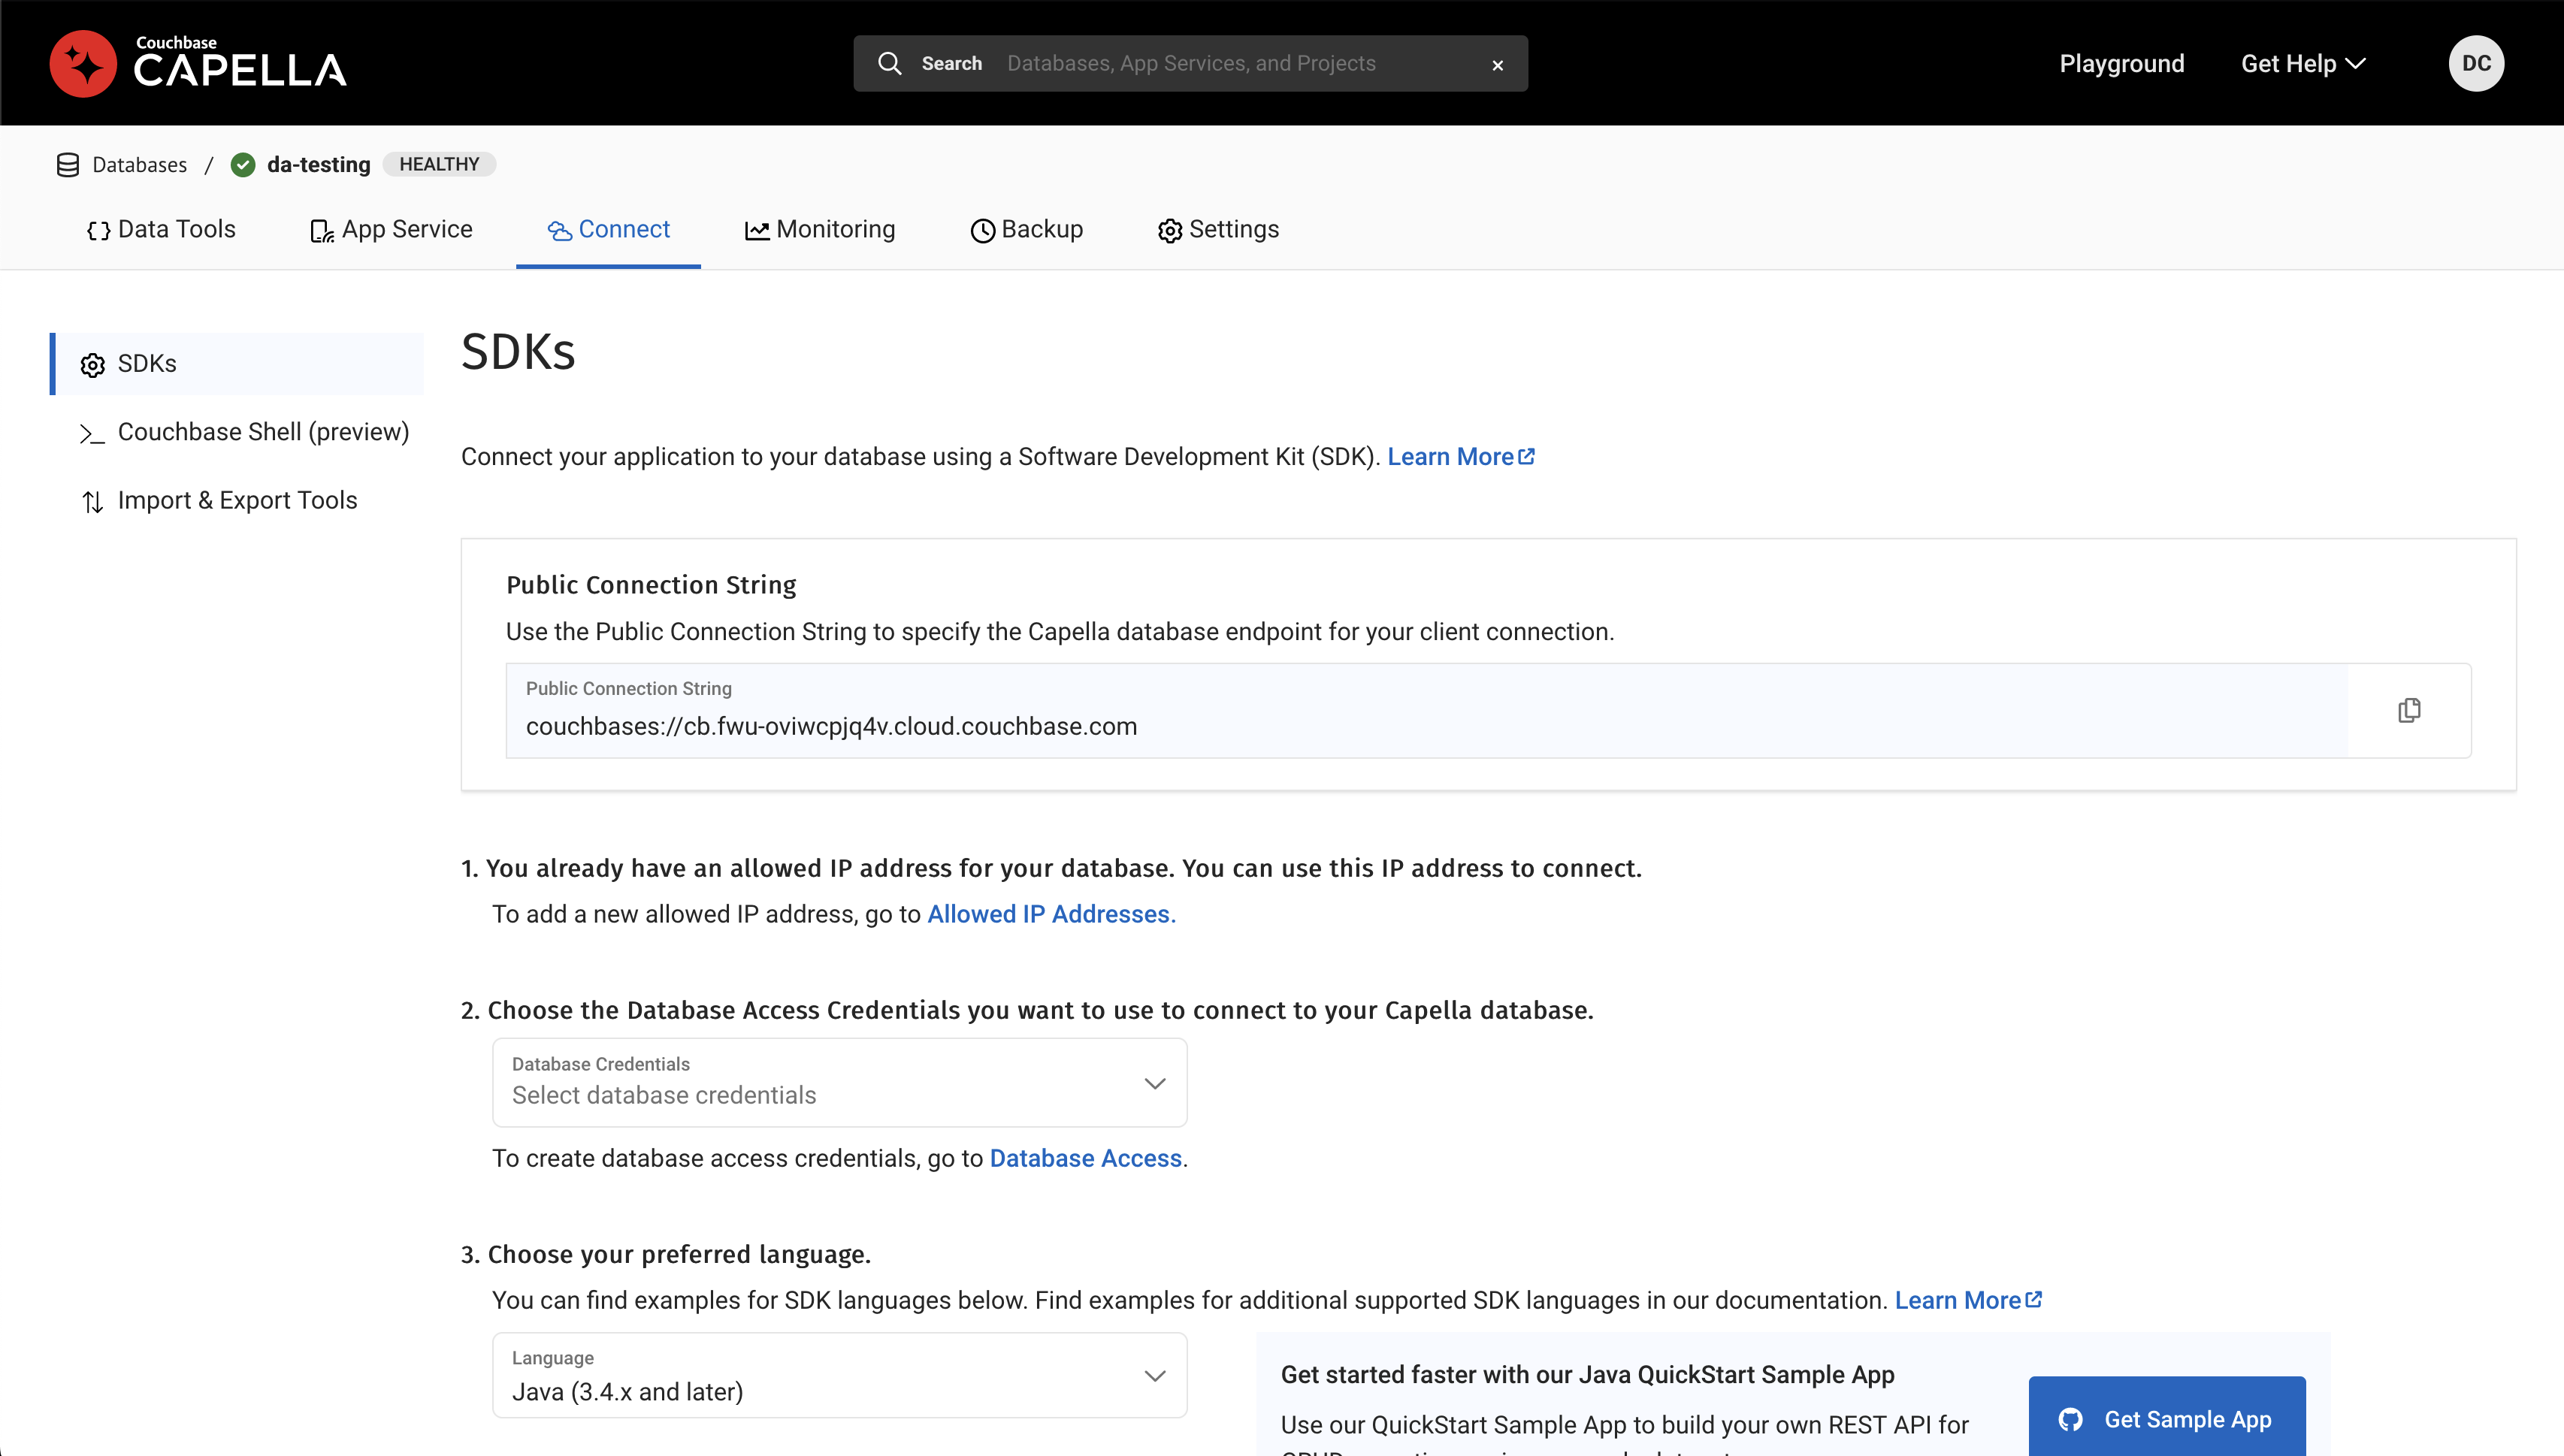 Couchbase
CAPELLA
Search Databases, App Services, and Projects
Playground
Get Help
DC
Databases / da-testing HEALTHY
Data Tools
App Service
Connect
Monitoring
Backup
Settings
SDKs
Couchbase Shell (preview)
Import & Export Tools
SDKs
Connect your application to your database using a Software Development Kit (SDK). Learn More
Public Connection String
Use the Public Connection String to specify the Capella database endpoint for your client connection.
Public Connection String
couchbases://cb.fwu-oviwcpjq4v.cloud.couchbase.com
1. You already have an allowed IP address for your database. You can use this IP address to connect.
To add a new allowed IP address, go to Allowed IP Addresses.
2. Choose the Database Access Credentials you want to use to connect to your Capella database.
Database Credentials
Select database credentials
To create database access credentials, go to Database Access.
3. Choose your preferred language.
You can find examples for SDK languages below. Find examples for additional supported SDK languages in our documentation. Learn More
Language
Java (3.4.x and later)
Get started faster with our Java QuickStart Sample App
Use our QuickStart Sample App to build your own REST API for
Get Sample App